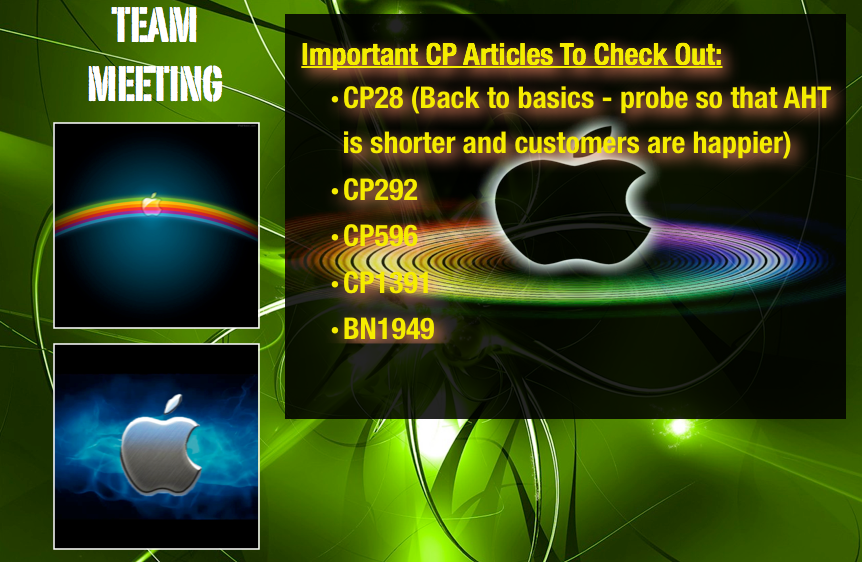 TEAM
MEETING
Important CP Articles To Check Out:
•CP28 (Back to basics - probe so that AHT
is shorter and customers are happier)
•CP292
•CP596
•CP1391
•BN1949